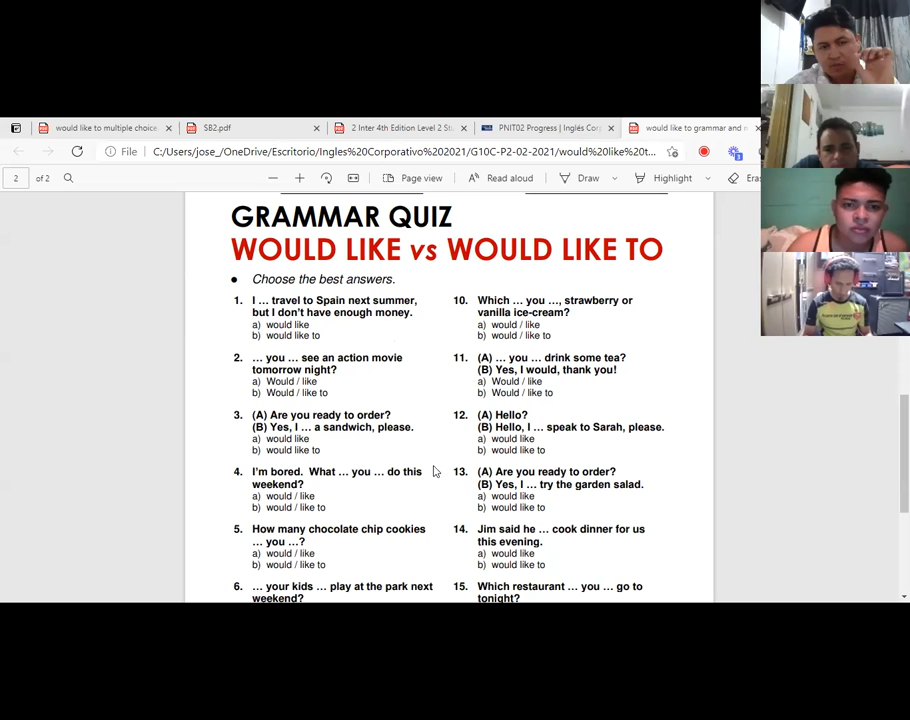 would like to multiple choice
SB2.pdf
2 Inter 4th Edition Level 2 Stu
PNIT02 Progress | Inglés Cor
would like to grammar and n
File
C:/Users/jose_/OneDrive/Escritorio/Ingles%20Corporativo%202021/G10C-P2-02-2021/would%20like%20t...
2 of 2
Page view
Read aloud
Draw
Highlight
Eras
GRAMMAR QUIZ
WOULD LIKE vs WOULD LIKE TO
• Choose the best answers.
1. I … travel to Spain next summer,
but I don't have enough money.
a) would like
b) would like to
2. … you … see an action movie
tomorrow night?
a) Would / like
b) Would / like to
3. (A) Are you ready to order?
(B) Yes, I … a sandwich, please.
a) would like
b) would like to
4. I'm bored. What … you … do this
weekend?
a) would / like
b) would / like to
5. How many chocolate chip cookies
… you …?
a) would / like
b) would / like to
6. … your kids … play at the park next
weekend?
10. Which … you …, strawberry or
vanilla ice-cream?
a) would / like
b) would / like to
11. (A) … you … drink some tea?
(B) Yes, I would, thank you!
a) Would / like
b) Would / like to
12. (A) Hello?
(B) Hello, I … speak to Sarah, please.
a) would like
b) would like to
13. (A) Are you ready to order?
(B) Yes, I … try the garden salad.
a) would like
b) would like to
14. Jim said he … cook dinner for us
this evening.
a) would like
b) would like to
15. Which restaurant … you … go to
tonight?